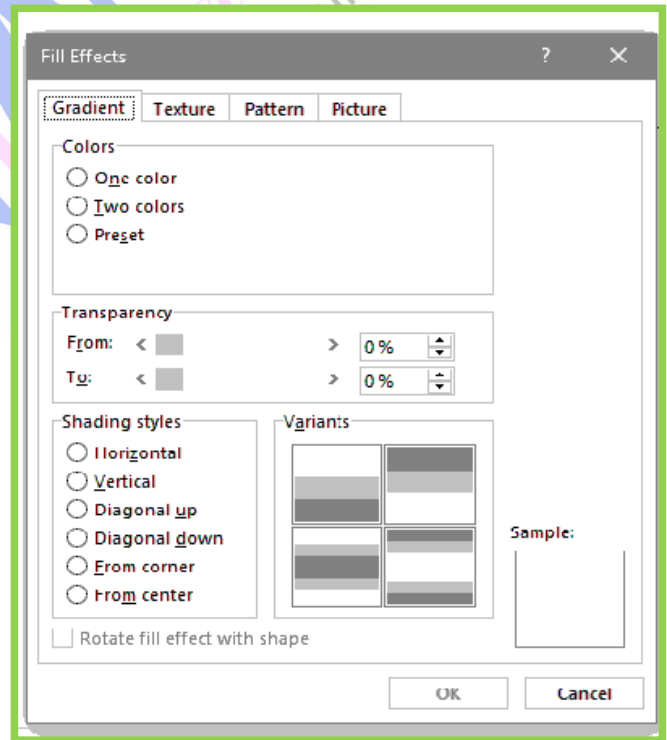 Fill Effects ? ×
Gradient Texture Pattern Picture
Colors
One color
Two colors
Preset
Transparency
From: < > 0 %
To: < > 0 %
Shading styles
Horizontal
Vertical
Diagonal up
Diagonal down
From corner
From center
Variants
Sample:
Rotate fill effect with shape
OK Cancel